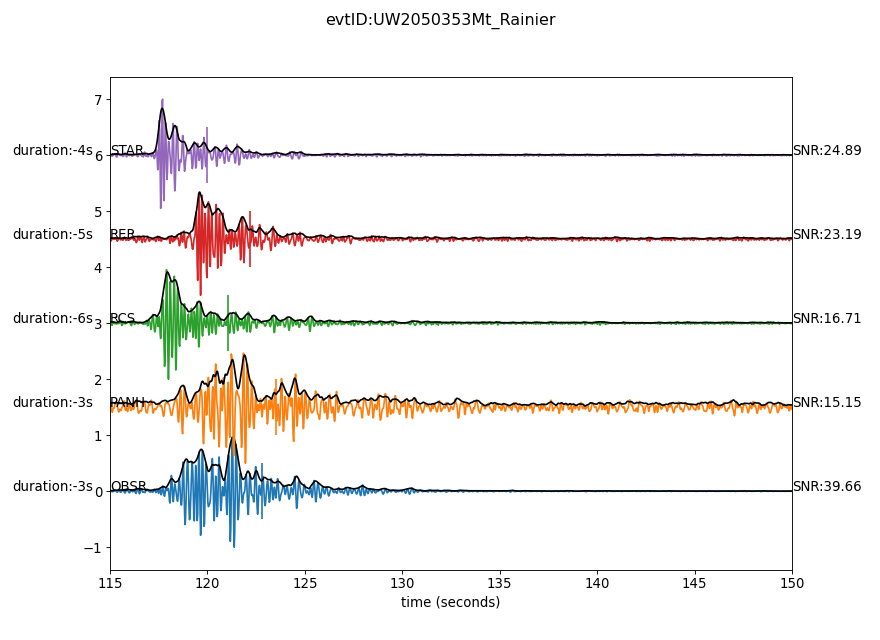 evtID:UW2050353Mt_Rainier
7
duration:-4s STAR 6 SNR:24.89
5
duration:-5s RER SNR:23.19
4
duration:-6s 3 RCS SNR:16.71
2
duration:-3s PANH SNR:15.15
1
duration:-3s OBSR 0 SNR:39.66
−1
115 120 125 130 135 140 145 150
time (seconds)